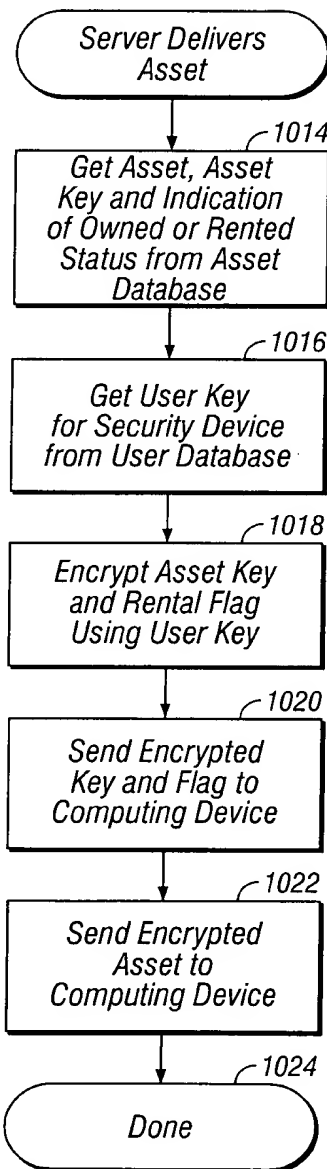 Server Delivers
Asset
1014
Get Asset, Asset
Key and Indication
of Owned or Rented
Status from Asset
Database
1016
Get User Key
for Security Device
from User Database
1018
Encrypt Asset Key
and Rental Flag
Using User Key
1020
Send Encrypted
Key and Flag to
Computing Device
1022
Send Encrypted
Asset to
Computing Device
1024
Done